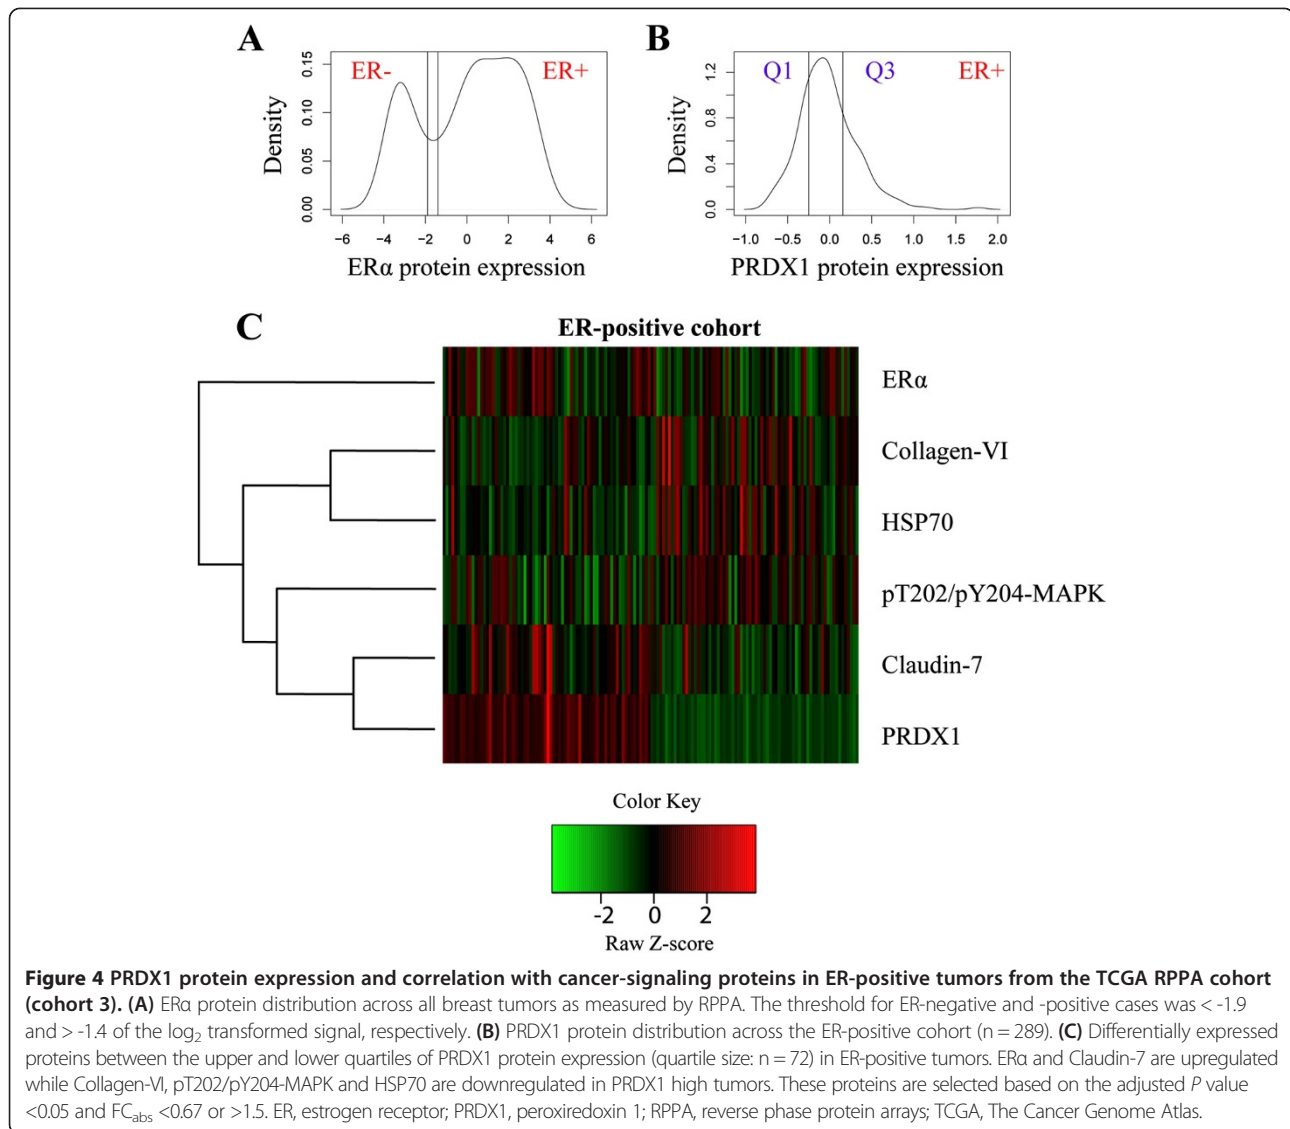 A
B
ER-
ER+
Q1
Q3
ER+
Density
0.00
0.05
0.10
0.15
−6
−4
−2
0
2
4
6
ERα protein expression
Density
0.0
0.4
0.8
1.2
−1.0
−0.5
0.0
0.5
1.0
1.5
2.0
PRDX1 protein expression
C
ER-positive cohort
ERα
Collagen-VI
HSP70
pT202/pY204-MAPK
Claudin-7
PRDX1
Color Key
-2
0
2
Raw Z-score
Figure 4 PRDX1 protein expression and correlation with cancer-signaling proteins in ER-positive tumors from the TCGA RPPA cohort
(cohort 3). (A) ERα protein distribution across all breast tumors as measured by RPPA. The threshold for ER-negative and -positive cases was < -1.9
and > -1.4 of the log₂ transformed signal, respectively. (B) PRDX1 protein distribution across the ER-positive cohort (n = 289). (C) Differentially expressed
proteins between the upper and lower quartiles of PRDX1 protein expression (quartile size: n = 72) in ER-positive tumors. ERα and Claudin-7 are upregulated
while Collagen-VI, pT202/pY204-MAPK and HSP70 are downregulated in PRDX1 high tumors. These proteins are selected based on the adjusted P value
<0.05 and FCabs <0.67 or >1.5. ER, estrogen receptor; PRDX1, peroxiredoxin 1; RPPA, reverse phase protein arrays; TCGA, The Cancer Genome Atlas.